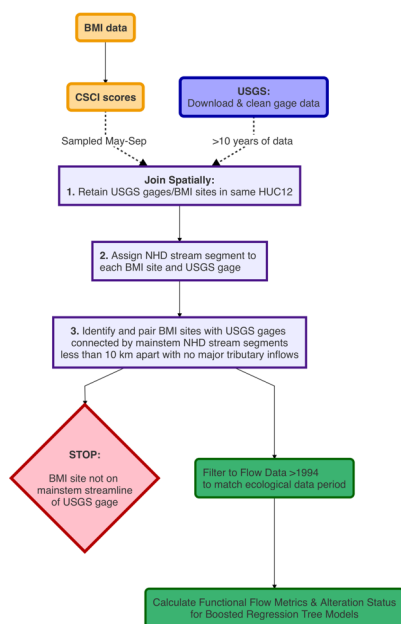 BMI data
CSCI scores
USGS:
Download & clean gage data
Sampled May-Sep
>10 years of data
Join Spatially:
1. Retain USGS gages/BMI sites in same HUC12
2. Assign NHD stream segment to
each BMI site and USGS gage
3. Identify and pair BMI sites with USGS gages
connected by mainstem NHD stream segments
less than 10 km apart with no major tributary inflows
STOP:
BMI site not on
mainstem streamline
of USGS gage
Filter to Flow Data >1994
to match ecological data period
Calculate Functional Flow Metrics & Alteration Status
for Boosted Regression Tree Models